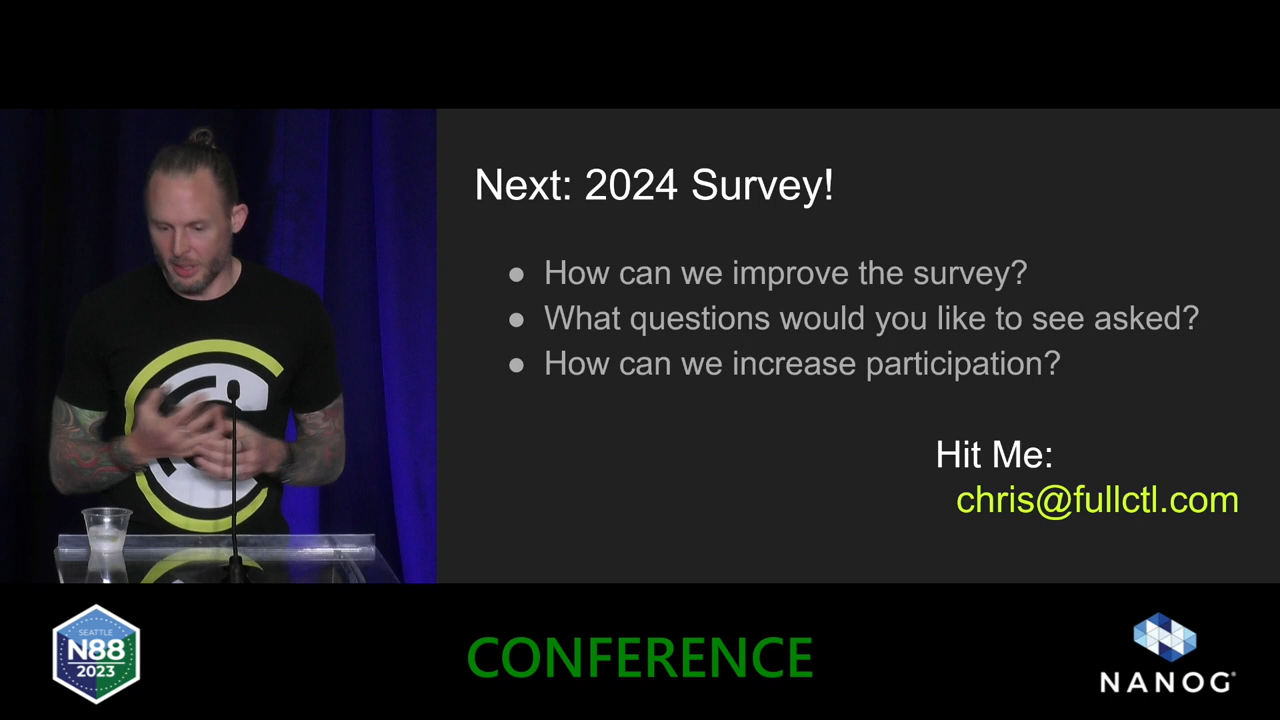 Next: 2024 Survey!
● How can we improve the survey?
● What questions would you like to see asked?
● How can we increase participation?
Hit Me:
chris@fullctl.com
SEATTLE
N88
2023
CONFERENCE
NANOG®